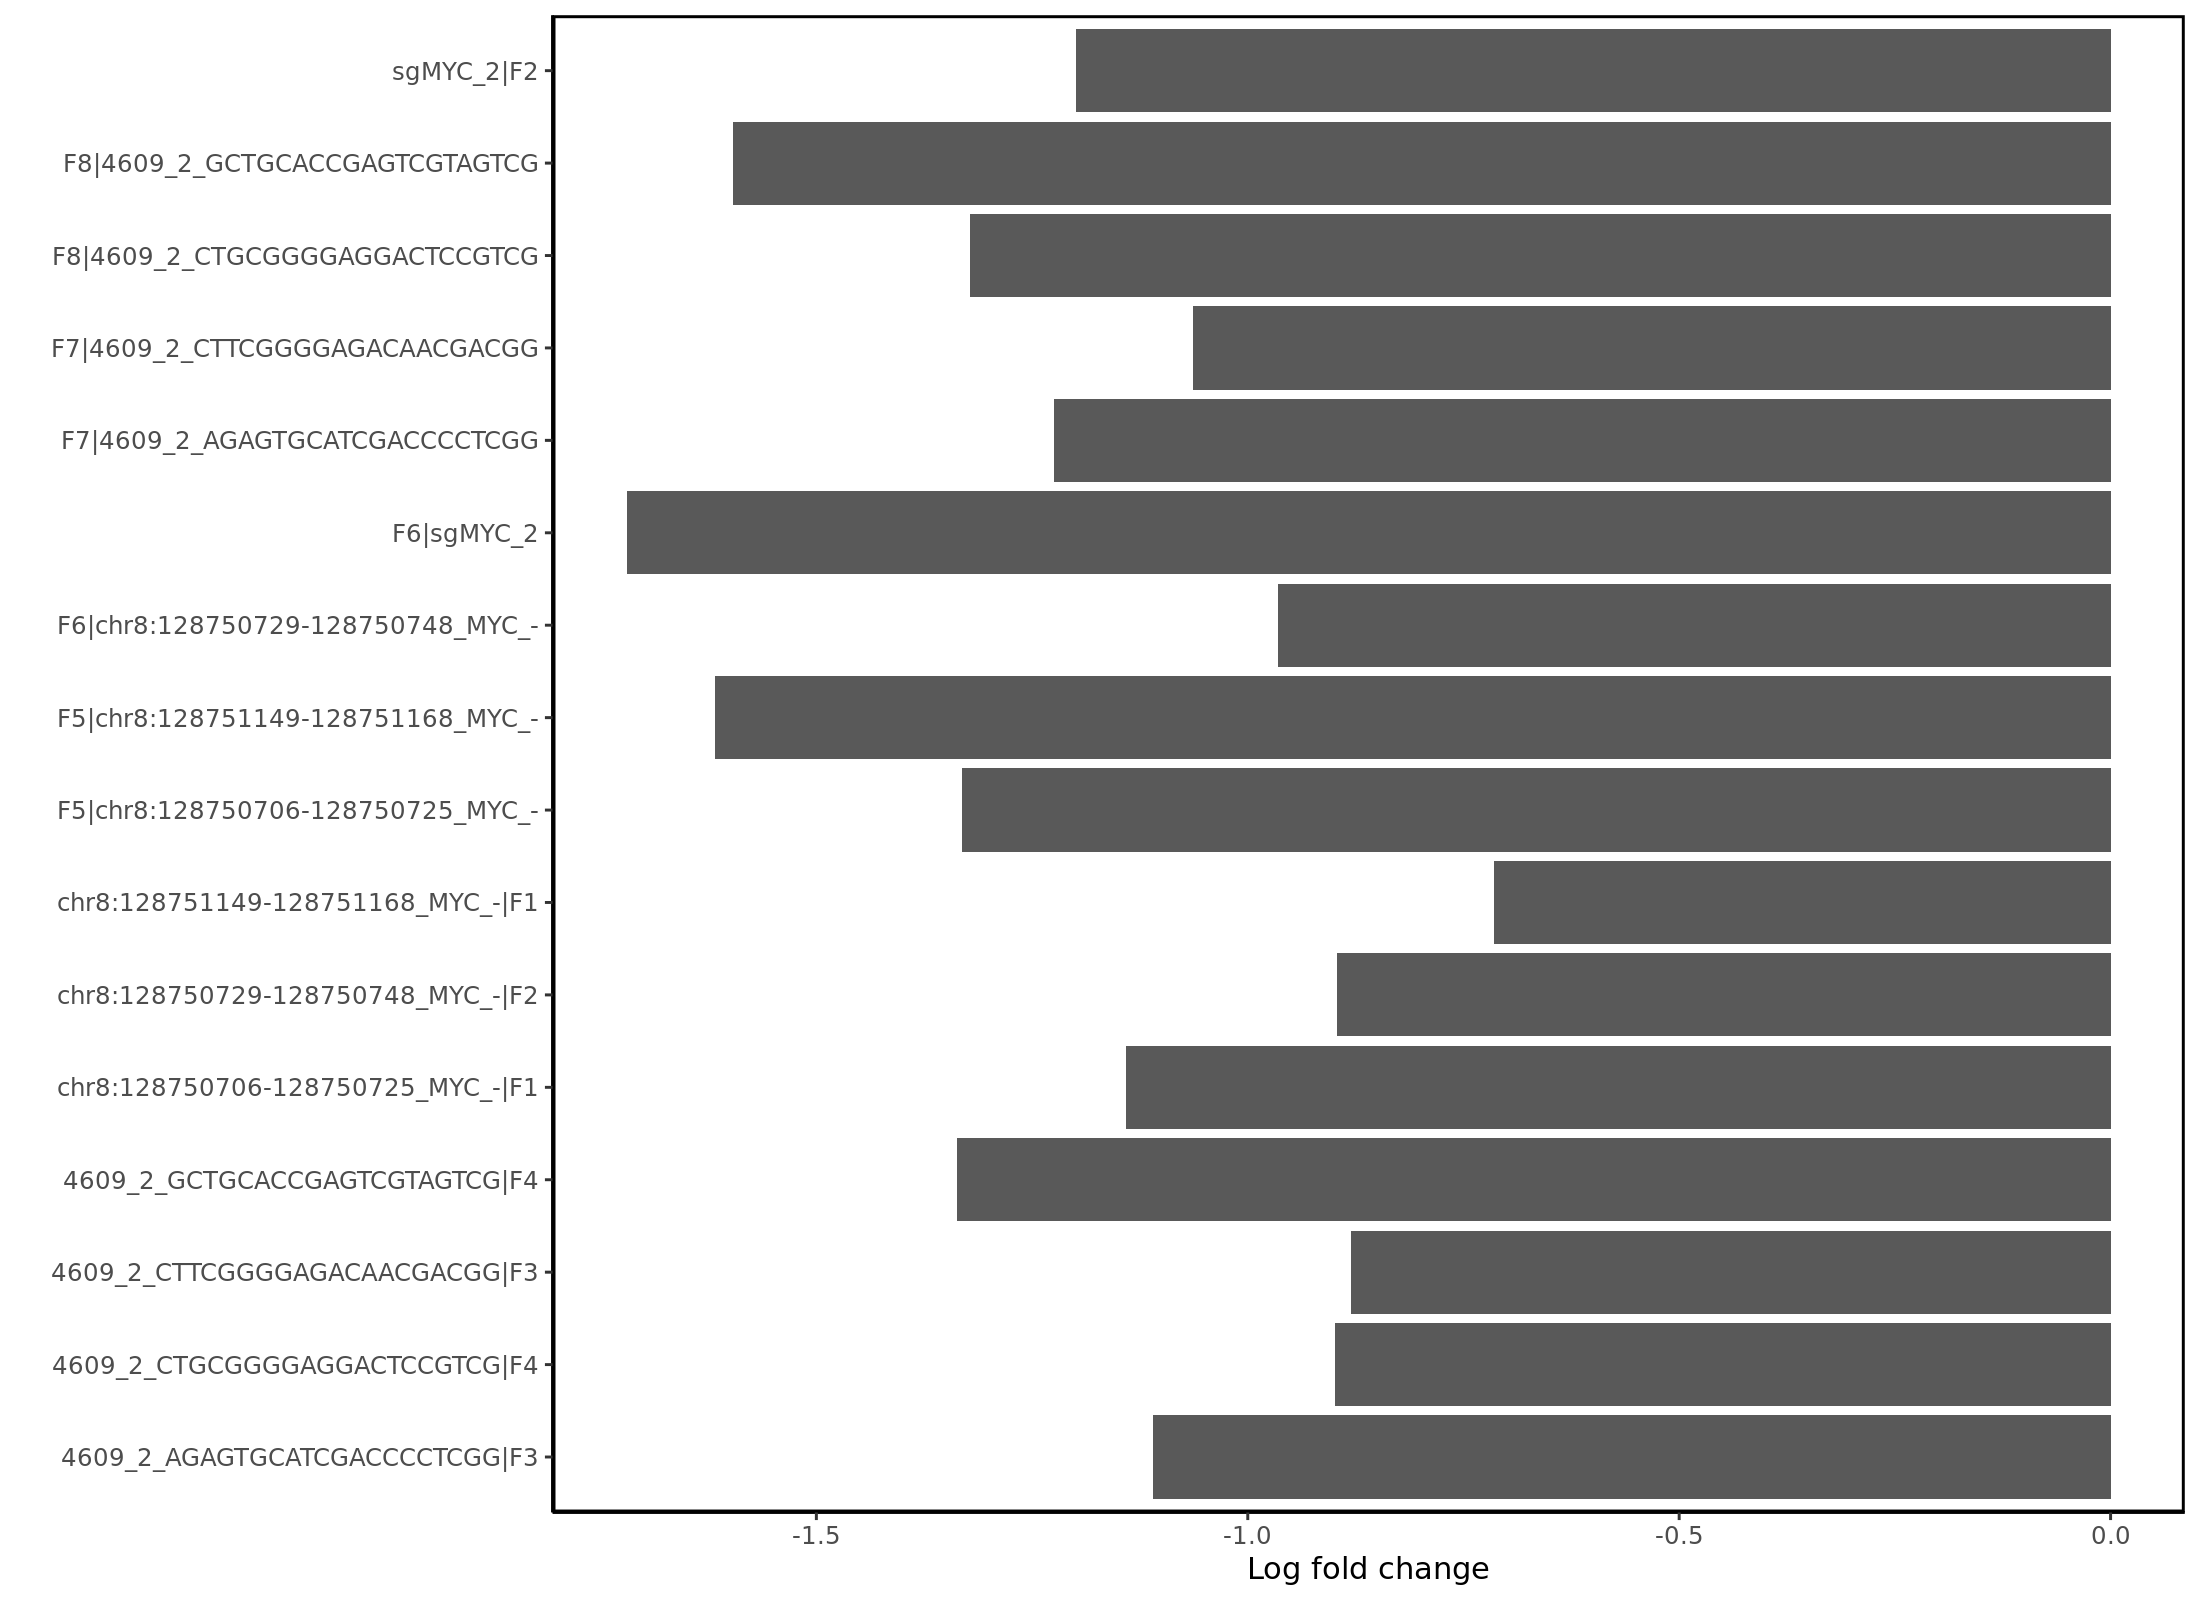 sgMYC_2|F2
F8|4609_2_GCTGCACCGAGTCGTAGTCG
F8|4609_2_CTGCGGGGAGGACTCCGTCG
F7|4609_2_CTTCGGGGAGACAACGACGG
F7|4609_2_AGAGTGCATCGACCCCTCGG
F6|sgMYC_2
F6|chr8:128750729-128750748_MYC_-
F5|chr8:128751149-128751168_MYC_-
F5|chr8:128750706-128750725_MYC_-
chr8:128751149-128751168_MYC_-|F1
chr8:128750729-128750748_MYC_-|F2
chr8:128750706-128750725_MYC_-|F1
4609_2_GCTGCACCGAGTCGTAGTCG|F4
4609_2_CTTCGGGGAGACAACGACGG|F3
4609_2_CTGCGGGGAGGACTCCGTCG|F4
4609_2_AGAGTGCATCGACCCCTCGG|F3
-1.5 -1.0 -0.5 0.0
Log fold change